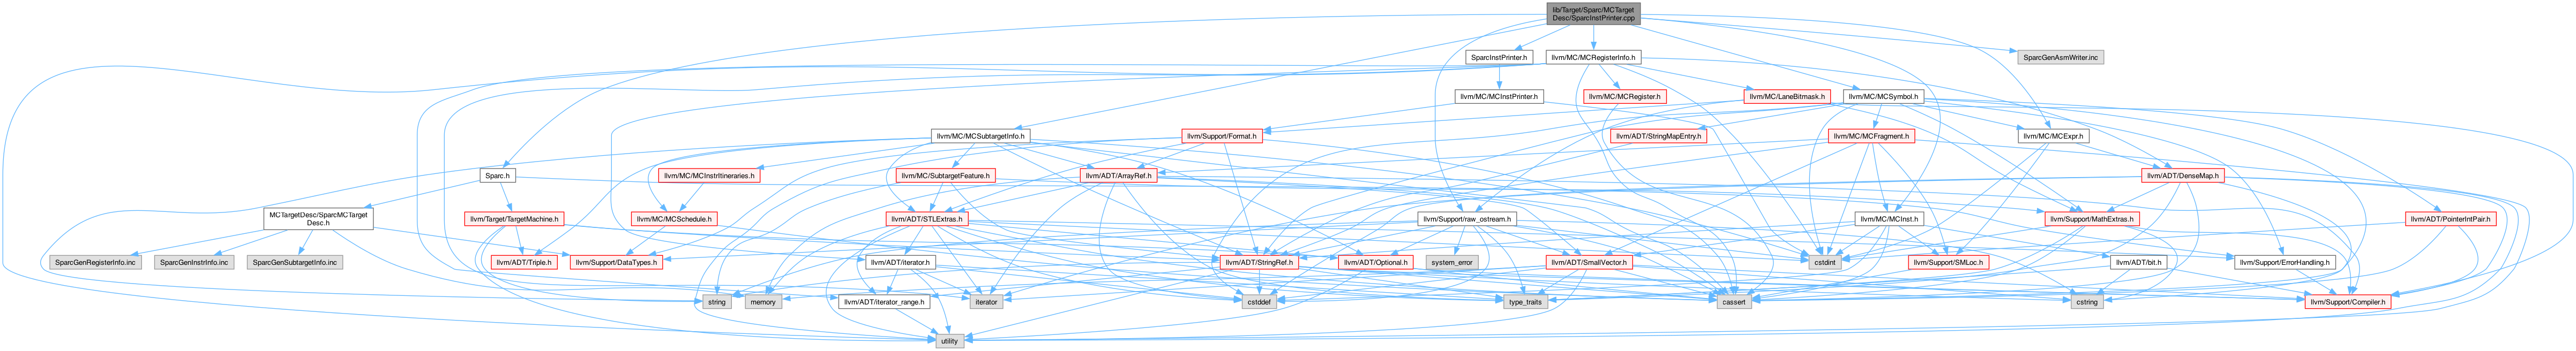 lib/Target/Sparc/MCTarget
Desc/SparcInstPrinter.cpp
SparcInstPrinter.h
llvm/MC/MCRegisterInfo.h
SparcGenAsmWriter.inc
llvm/MC/MCInstPrinter.h
llvm/MC/MCRegister.h
llvm/MC/LaneBitmask.h
llvm/MC/MCSymbol.h
llvm/MC/MCSubtargetInfo.h
llvm/Support/Format.h
llvm/ADT/StringMapEntry.h
llvm/MC/MCFragment.h
llvm/MC/MCExpr.h
Sparc.h
llvm/MC/MCInstrItineraries.h
llvm/MC/SubtargetFeature.h
llvm/ADT/ArrayRef.h
llvm/ADT/DenseMap.h
MCTargetDesc/SparcMCTarget
Desc.h
llvm/Target/TargetMachine.h
llvm/MC/MCSchedule.h
llvm/ADT/STLExtras.h
llvm/Support/raw_ostream.h
llvm/MC/MCInst.h
llvm/Support/MathExtras.h
llvm/ADT/PointerIntPair.h
SparcGenRegisterInfo.inc
SparcGenInstrInfo.inc
SparcGenSubtargetInfo.inc
llvm/ADT/Triple.h
llvm/Support/DataTypes.h
llvm/ADT/iterator.h
llvm/ADT/StringRef.h
llvm/ADT/Optional.h
system_error
llvm/ADT/SmallVector.h
cstdint
llvm/Support/SMLoc.h
llvm/ADT/bit.h
llvm/Support/ErrorHandling.h
string
memory
llvm/ADT/iterator_range.h
iterator
cstddef
type_traits
cassert
cstring
llvm/Support/Compiler.h
utility